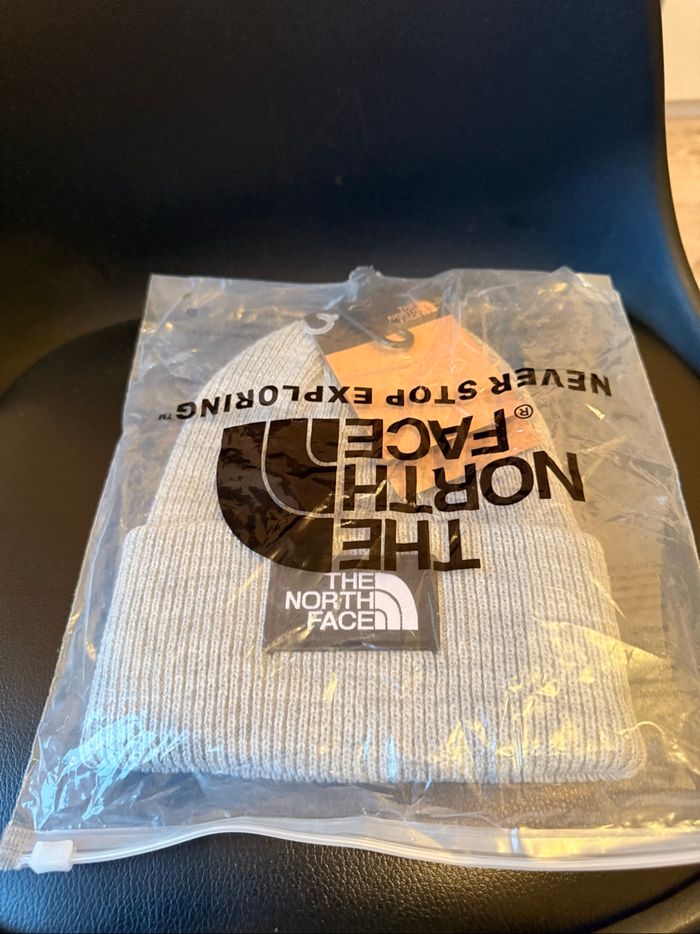 NEVER STOP EXPLORING™
THE
NORTH
FACE®
THE
NORTH
FACE